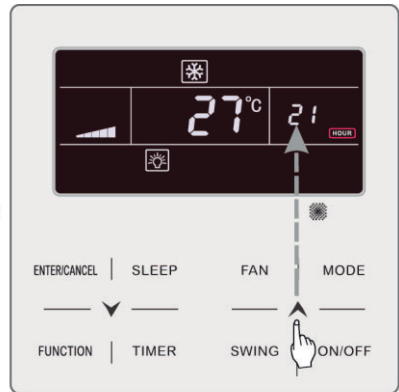 27°C 21
HOUR
ENTER/CANCEL SLEEP FAN MODE
FUNCTION TIMER SWING ON/OFF